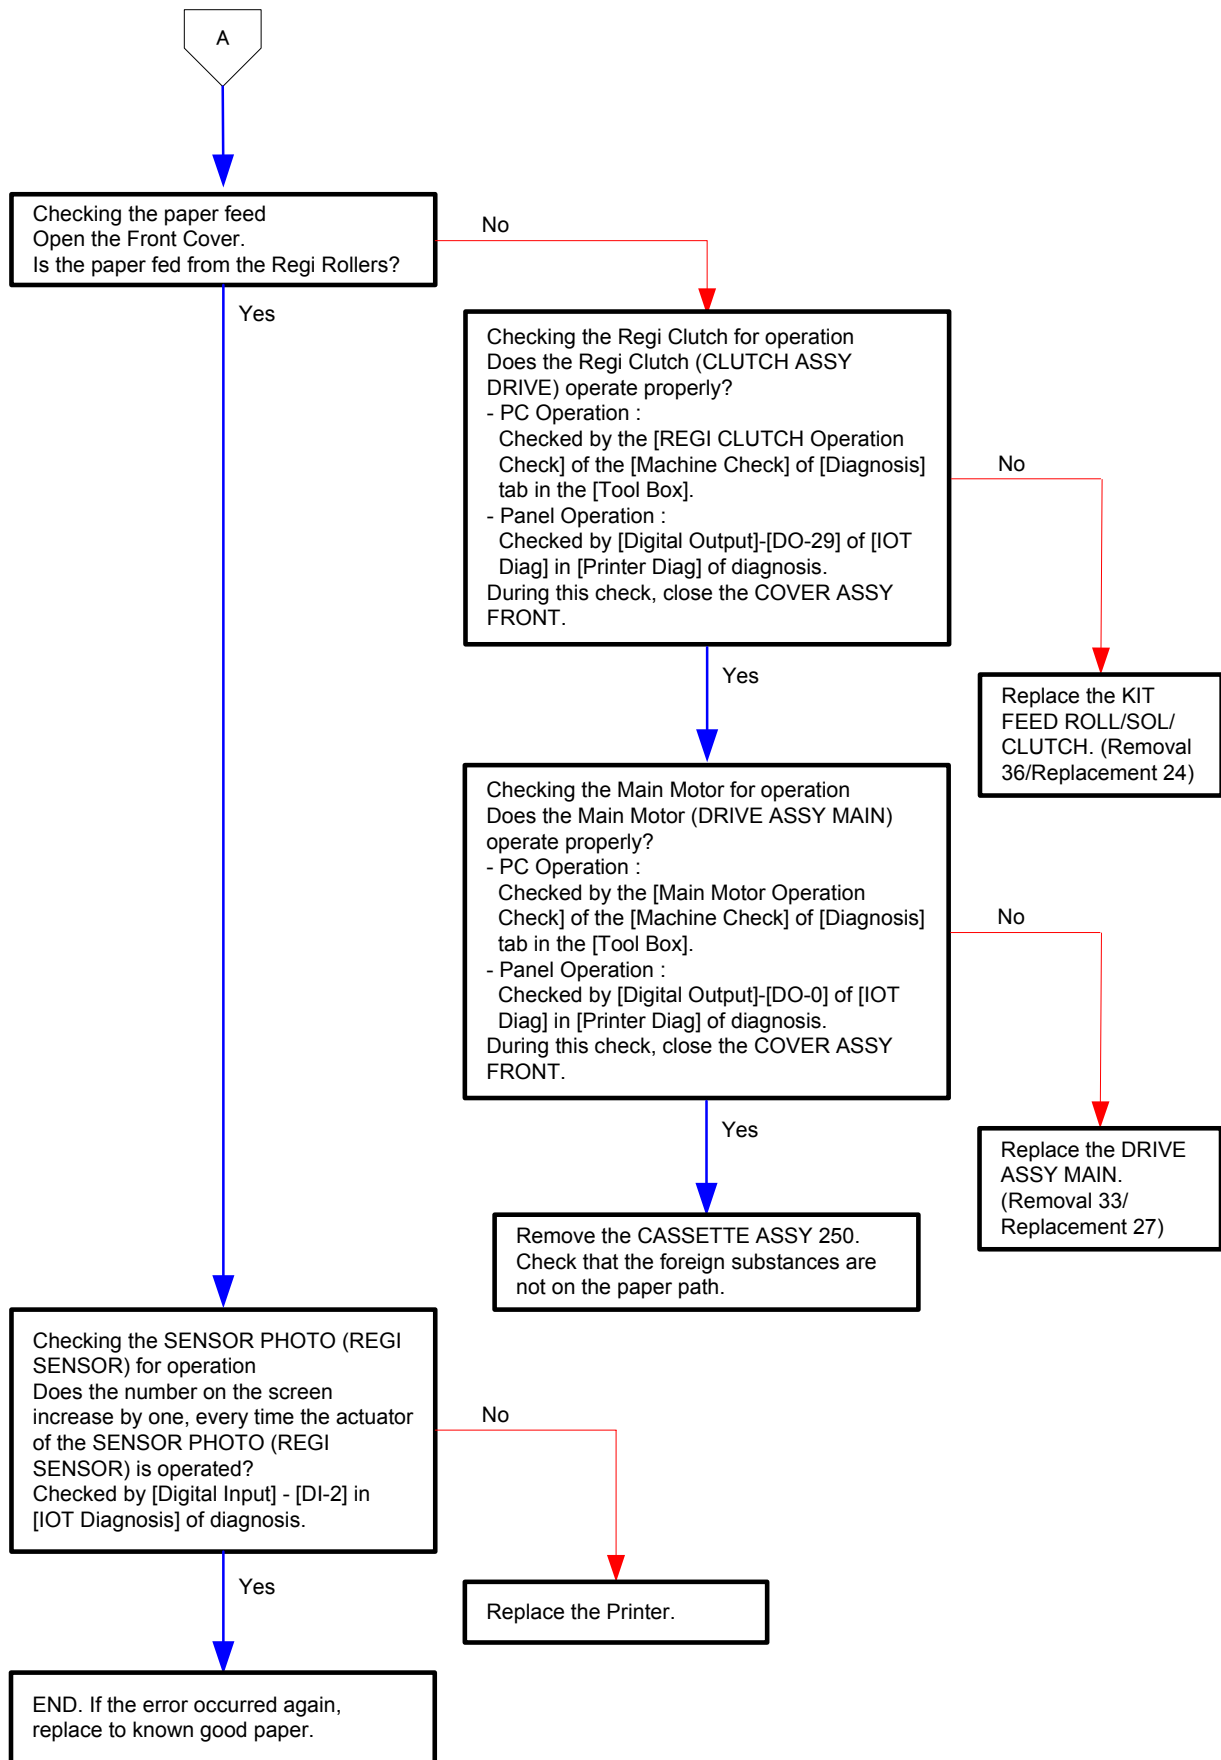 A
Checking the paper feed
Open the Front Cover.
Is the paper fed from the Regi Rollers?
No
Yes
Checking the Regi Clutch for operation
Does the Regi Clutch (CLUTCH ASSY
DRIVE) operate properly?
- PC Operation :
Checked by the [REGI CLUTCH Operation
Check] of the [Machine Check] of [Diagnosis]
tab in the [Tool Box].
- Panel Operation :
Checked by [Digital Output]-[DO-29] of [IOT
Diag] in [Printer Diag] of diagnosis.
During this check, close the COVER ASSY
FRONT.
No
Yes
Replace the KIT
FEED ROLL/SOL/
CLUTCH. (Removal
36/Replacement 24)
Checking the Main Motor for operation
Does the Main Motor (DRIVE ASSY MAIN)
operate properly?
- PC Operation :
Checked by the [Main Motor Operation
Check] of the [Machine Check] of [Diagnosis]
tab in the [Tool Box].
- Panel Operation :
Checked by [Digital Output]-[DO-0] of [IOT
Diag] in [Printer Diag] of diagnosis.
During this check, close the COVER ASSY
FRONT.
No
Yes
Replace the DRIVE
ASSY MAIN.
(Removal 33/
Replacement 27)
Remove the CASSETTE ASSY 250.
Check that the foreign substances are
not on the paper path.
Checking the SENSOR PHOTO (REGI
SENSOR) for operation
Does the number on the screen
increase by one, every time the actuator
of the SENSOR PHOTO (REGI
SENSOR) is operated?
Checked by [Digital Input] - [DI-2] in
[IOT Diagnosis] of diagnosis.
No
Yes
Replace the Printer.
END. If the error occurred again,
replace to known good paper.